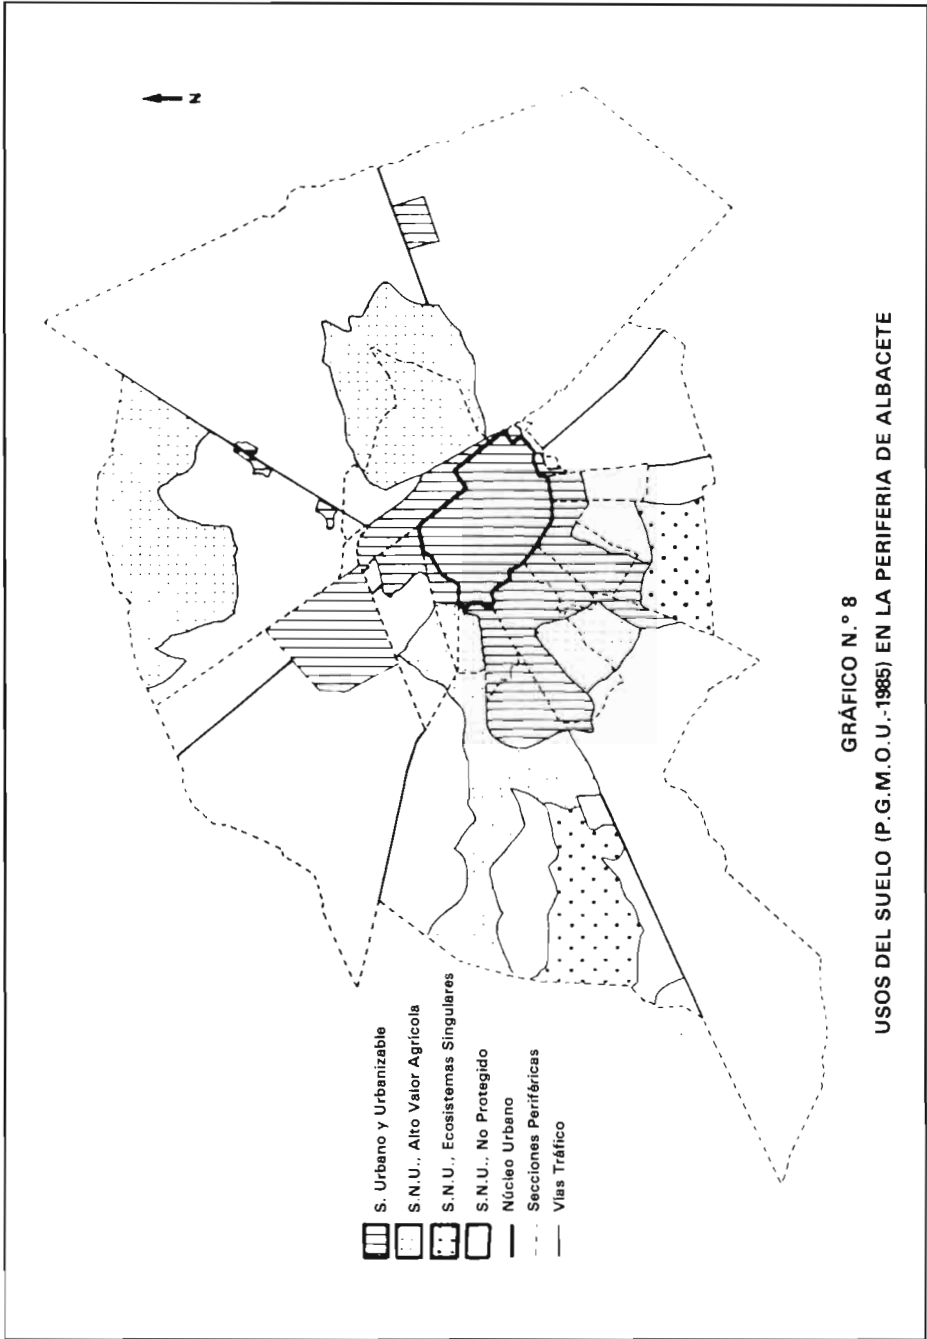 N
S. Urbano y Urbanizable
S.N.U., Alto Valor Agrícola
S.N.U., Ecosistemas Singulares
S.N.U., No Protegido
Núcleo Urbano
Secciones Periféricas
Vías Tráfico
GRÁFICO N.º 8
USOS DEL SUELO (P.G.M.O.U.-1985) EN LA PERIFERIA DE ALBACETE